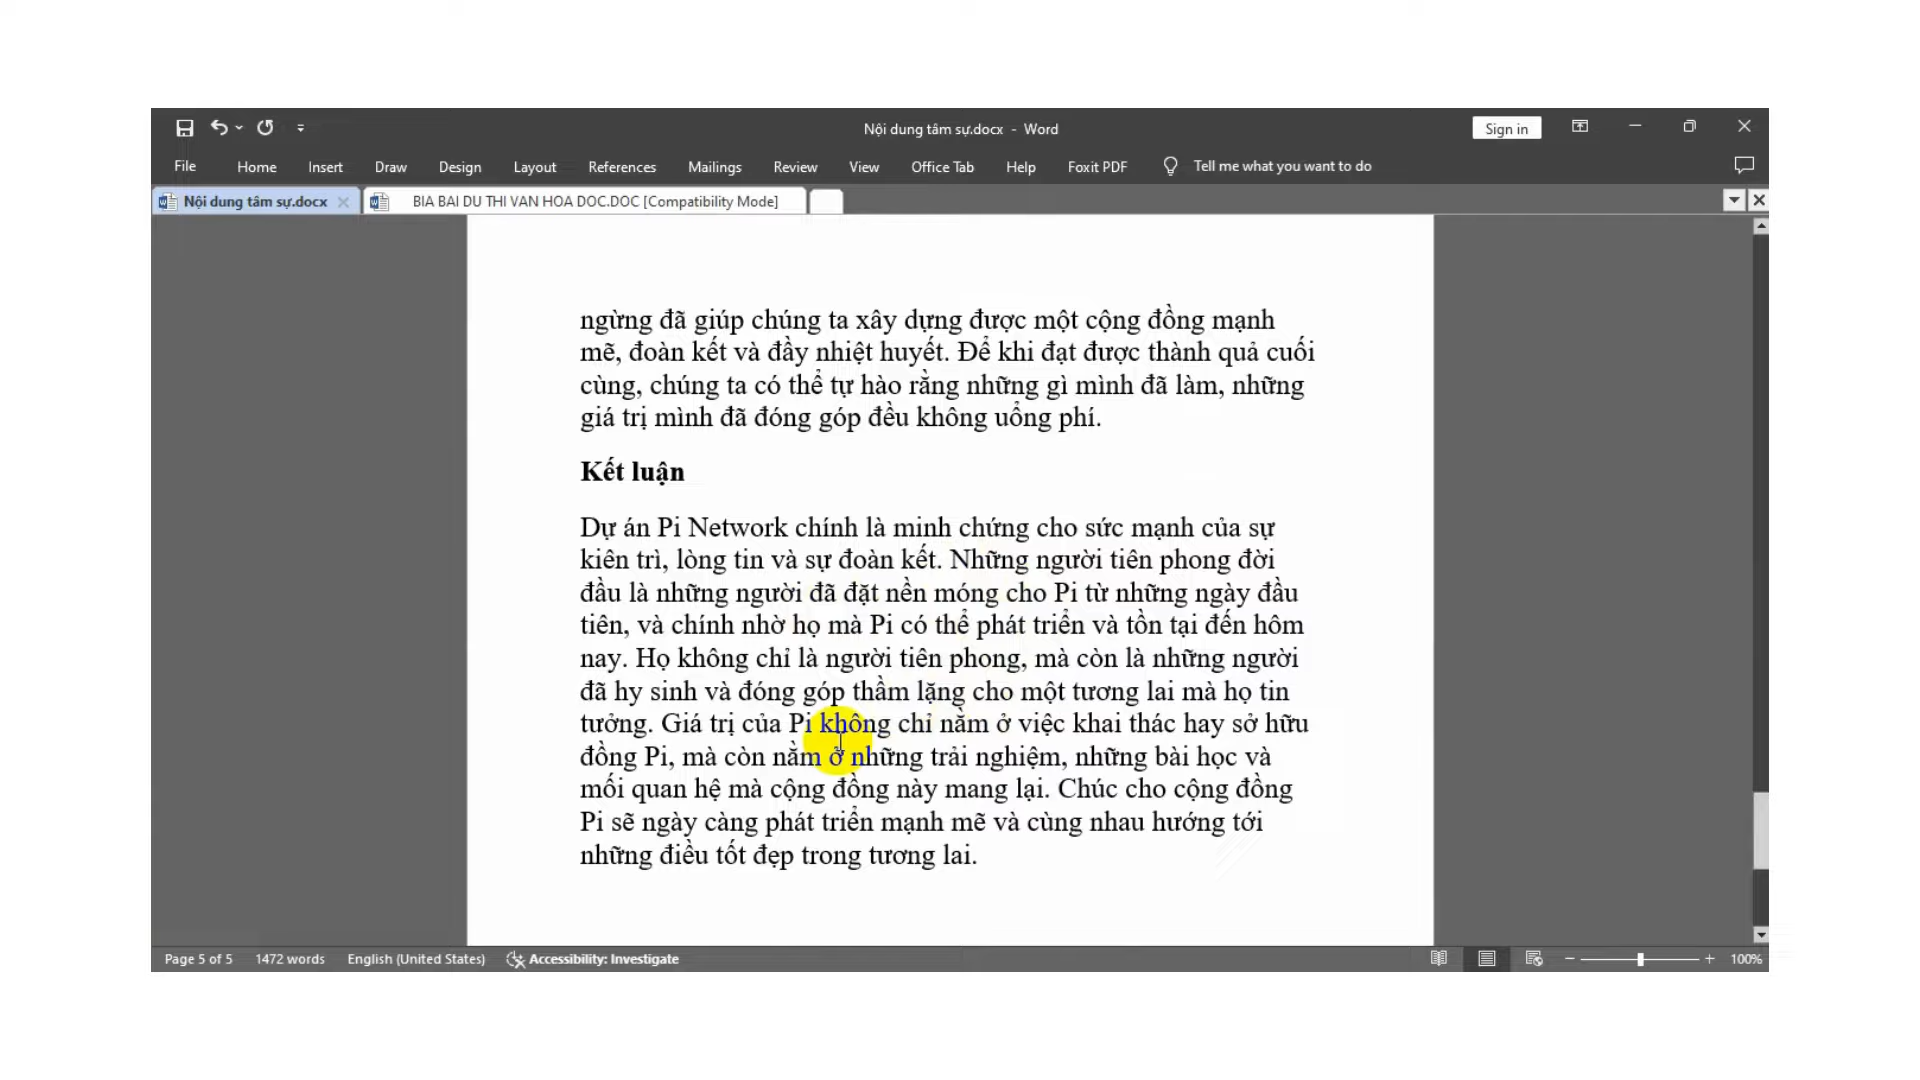 Nội dung tâm sự.docx - Word
Sign in
File Home Insert Draw Design Layout References Mailings Review View Office Tab Help Foxit PDF Tell me what you want to do
Nội dung tâm sự.docx BIA BAI DU THI VAN HOA DOC.DOC [Compatibility Mode]
ngừng đã giúp chúng ta xây dựng được một cộng đồng mạnh
mẽ, đoàn kết và đầy nhiệt huyết. Để khi đạt được thành quả cuối
cùng, chúng ta có thể tự hào rằng những gì mình đã làm, những
giá trị mình đã đóng góp đều không uổng phí.
Kết luận
Dự án Pi Network chính là minh chứng cho sức mạnh của sự
kiên trì, lòng tin và sự đoàn kết. Những người tiên phong đời
đầu là những người đã đặt nền móng cho Pi từ những ngày đầu
tiên, và chính nhờ họ mà Pi có thể phát triển và tồn tại đến hôm
nay. Họ không chỉ là người tiên phong, mà còn là những người
đã hy sinh và đóng góp thầm lặng cho một tương lai mà họ tin
tưởng. Giá trị của Pi không chỉ nằm ở việc khai thác hay sở hữu
đồng Pi, mà còn nằm ở những trải nghiệm, những bài học và
mối quan hệ mà cộng đồng này mang lại. Chúc cho cộng đồng
Pi sẽ ngày càng phát triển mạnh mẽ và cùng nhau hướng tới
những điều tốt đẹp trong tương lai.
Page 5 of 5 1472 words English (United States) Accessibility: Investigate 100%